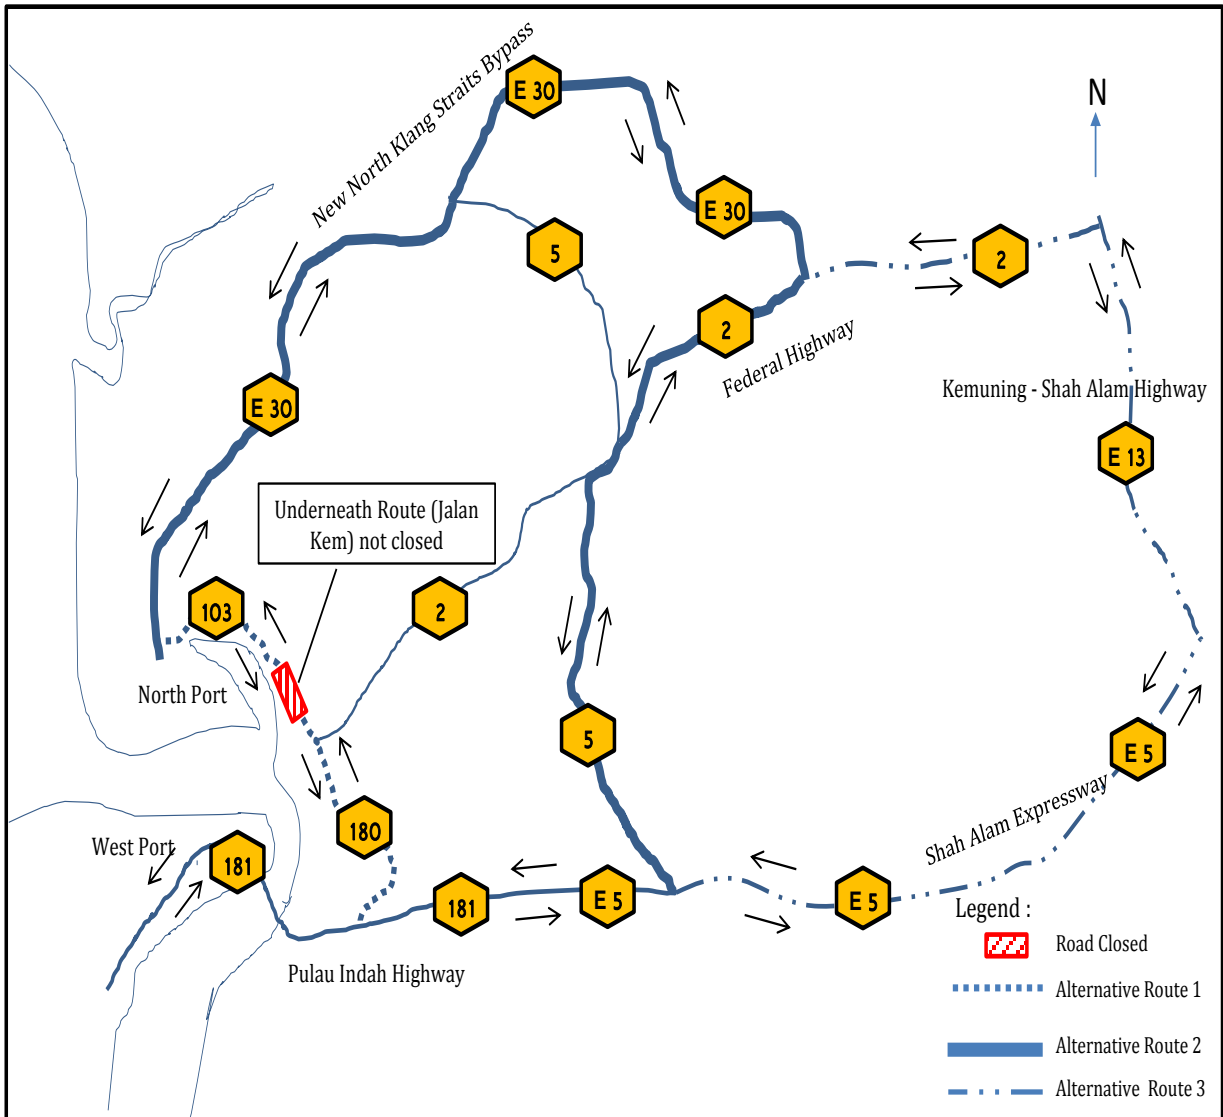 New North Klang Straits Bypass
E 30
N
E 30
5
2
2
Federal Highway
Kemuning - Shah Alam Highway
E 30
E 13
Underneath Route (Jalan
Kem) not closed
103
2
North Port
5
E 5
180
Shah Alam Expressway
West Port
181
181
E 5
E 5
Pulau Indah Highway
Legend :
Road Closed
Alternative Route 1
Alternative Route 2
Alternative Route 3